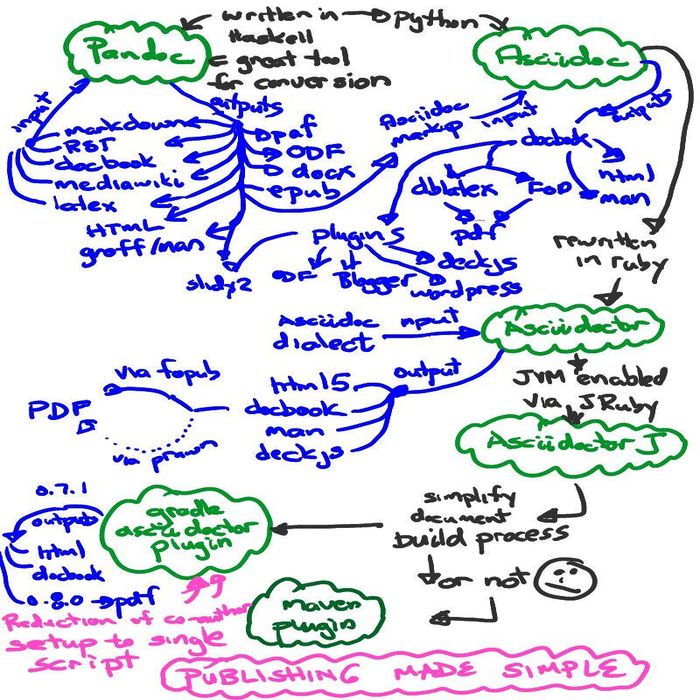 Pandoc
written in
Haskell
= great tool
for conversion
python
Asciidoc
input
outputs
markdown
RST
docbook
mediawiki
latex
HTML
groff/man
slidy2
pdf
ODF
docx
epub
Asciidoc
markup
input
outputs
docbook
html
man
dblatex
FOP
pdf
plugins
ODF
Blogger
deckjs
wordpress
rewritten
in ruby
Asciidoctor
Asciidoc
dialect
input
output
html5
docbook
man
deckjs
via fopub
PDF
via prawn
JVM enabled
via JRuby
Asciidoctor J
simplify
document
build process
or not
gradle
asciidoctor
plugin
0.7.1
outputs
html
docbook
0.8.0 → pdf
maven
plugin
Reduction of co-author
setup to single
script
PUBLISHING MADE SIMPLE